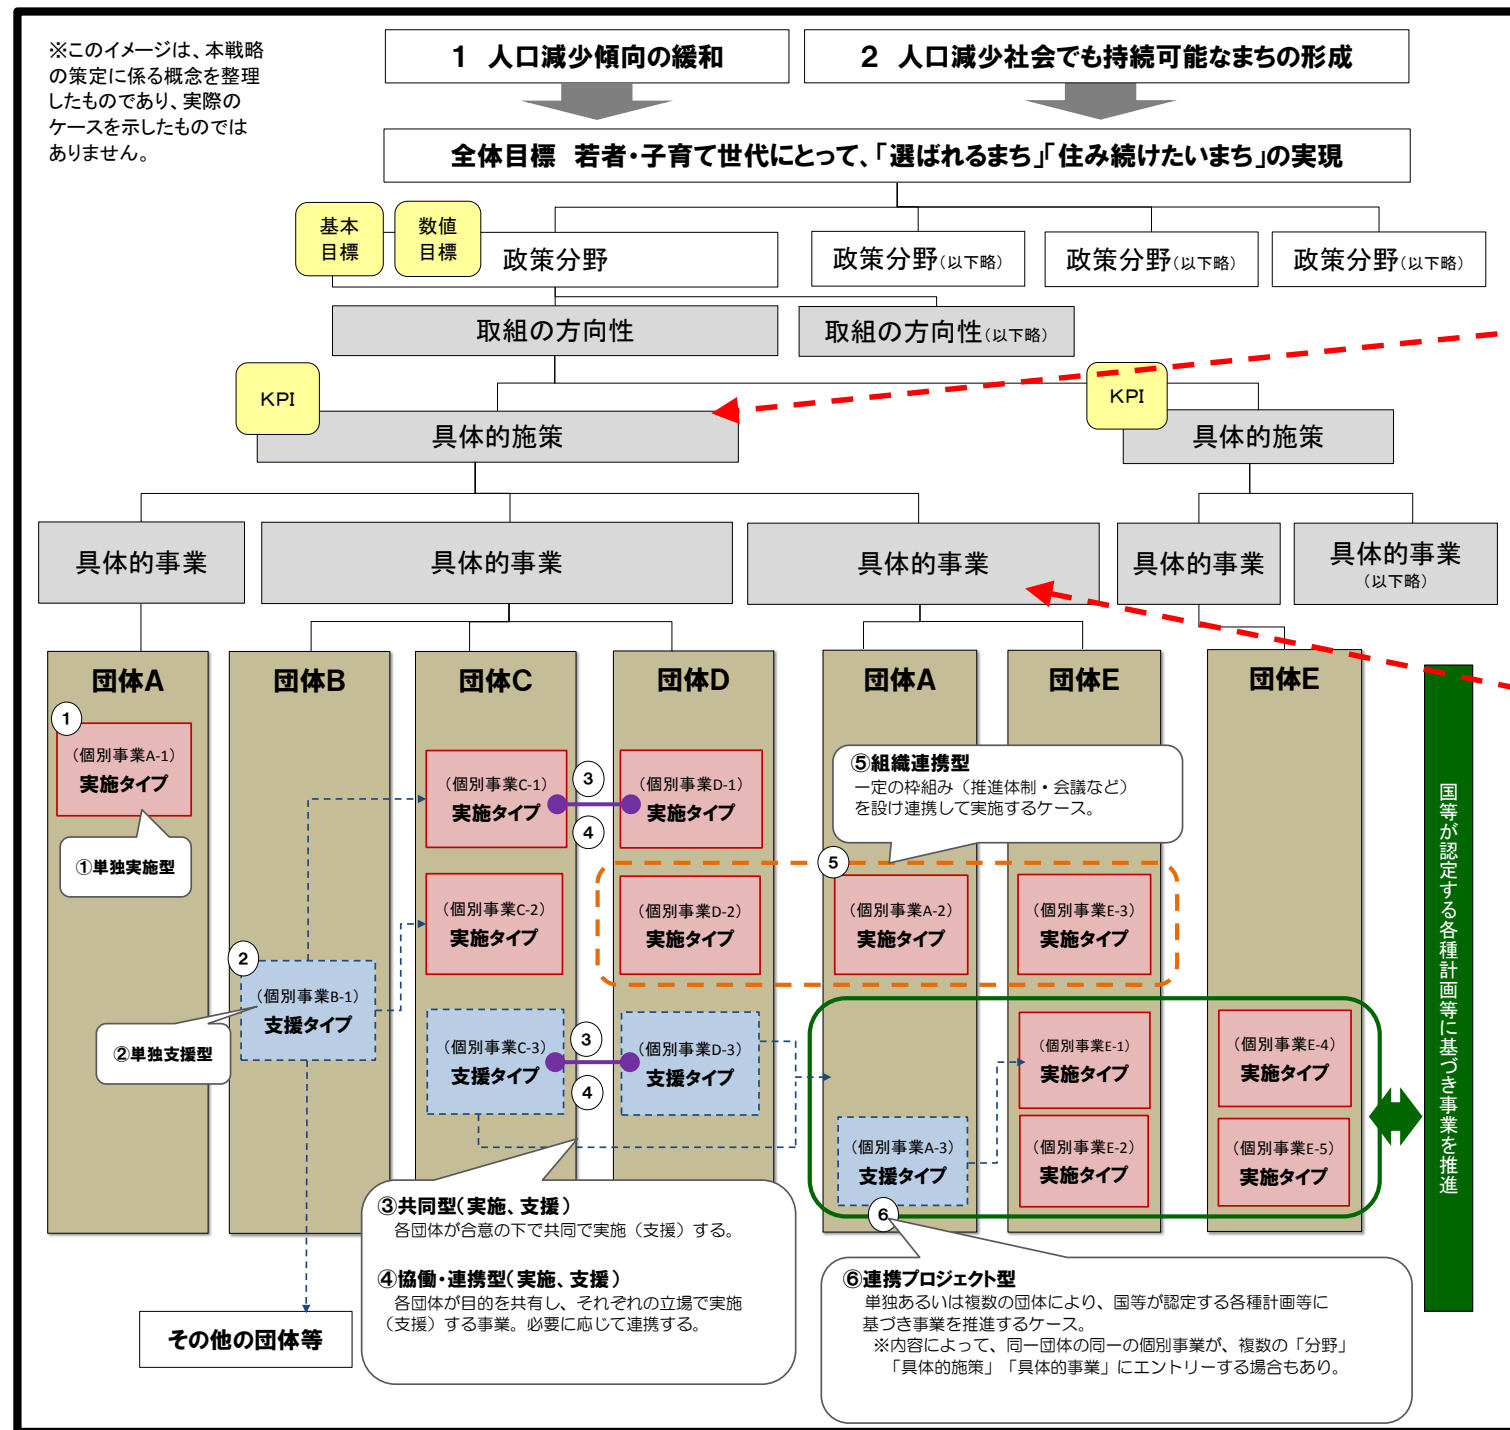 ※このイメージは、本戦略
の策定に係る概念を整理
したものであり、実際の
ケースを示したものでは
ありません。
1 人口減少傾向の緩和
2 人口減少社会でも持続可能なまちの形成
全体目標 若者・子育て世代にとって、「選ばれるまち」「住み続けたいまち」の実現
基本
目標
数値
目標
政策分野
政策分野(以下略)
政策分野(以下略)
政策分野(以下略)
取組の方向性
取組の方向性(以下略)
KPI
具体的施策
KPI
具体的施策
具体的事業
具体的事業
具体的事業
具体的事業
具体的事業
(以下略)
団体A
団体B
団体C
団体D
団体A
団体E
団体E
1
(個別事業A-1)
実施タイプ
①単独実施型
(個別事業C-1)
実施タイプ
3
4
(個別事業D-1)
実施タイプ
⑤組織連携型
一定の枠組み（推進体制・会議など）
を設け連携して実施するケース。
5
(個別事業C-2)
実施タイプ
(個別事業D-2)
実施タイプ
(個別事業A-2)
実施タイプ
(個別事業E-3)
実施タイプ
2
(個別事業B-1)
支援タイプ
②単独支援型
(個別事業C-3)
支援タイプ
3
4
(個別事業D-3)
支援タイプ
(個別事業E-1)
実施タイプ
(個別事業E-4)
実施タイプ
(個別事業A-3)
支援タイプ
(個別事業E-2)
実施タイプ
(個別事業E-5)
実施タイプ
6
国等が認定する各種計画等に基づき事業を推進
③共同型(実施、支援)
各団体が合意の下で共同で実施（支援）する。
④協働・連携型(実施、支援)
各団体が目的を共有し、それぞれの立場で実施
（支援）する事業。必要に応じて連携する。
⑥連携プロジェクト型
単独あるいは複数の団体により、国等が認定する各種計画等に
基づき事業を推進するケース。
※内容によって、同一団体の同一の個別事業が、複数の「分野」
「具体的施策」「具体的事業」にエントリーする場合もあり。
その他の団体等